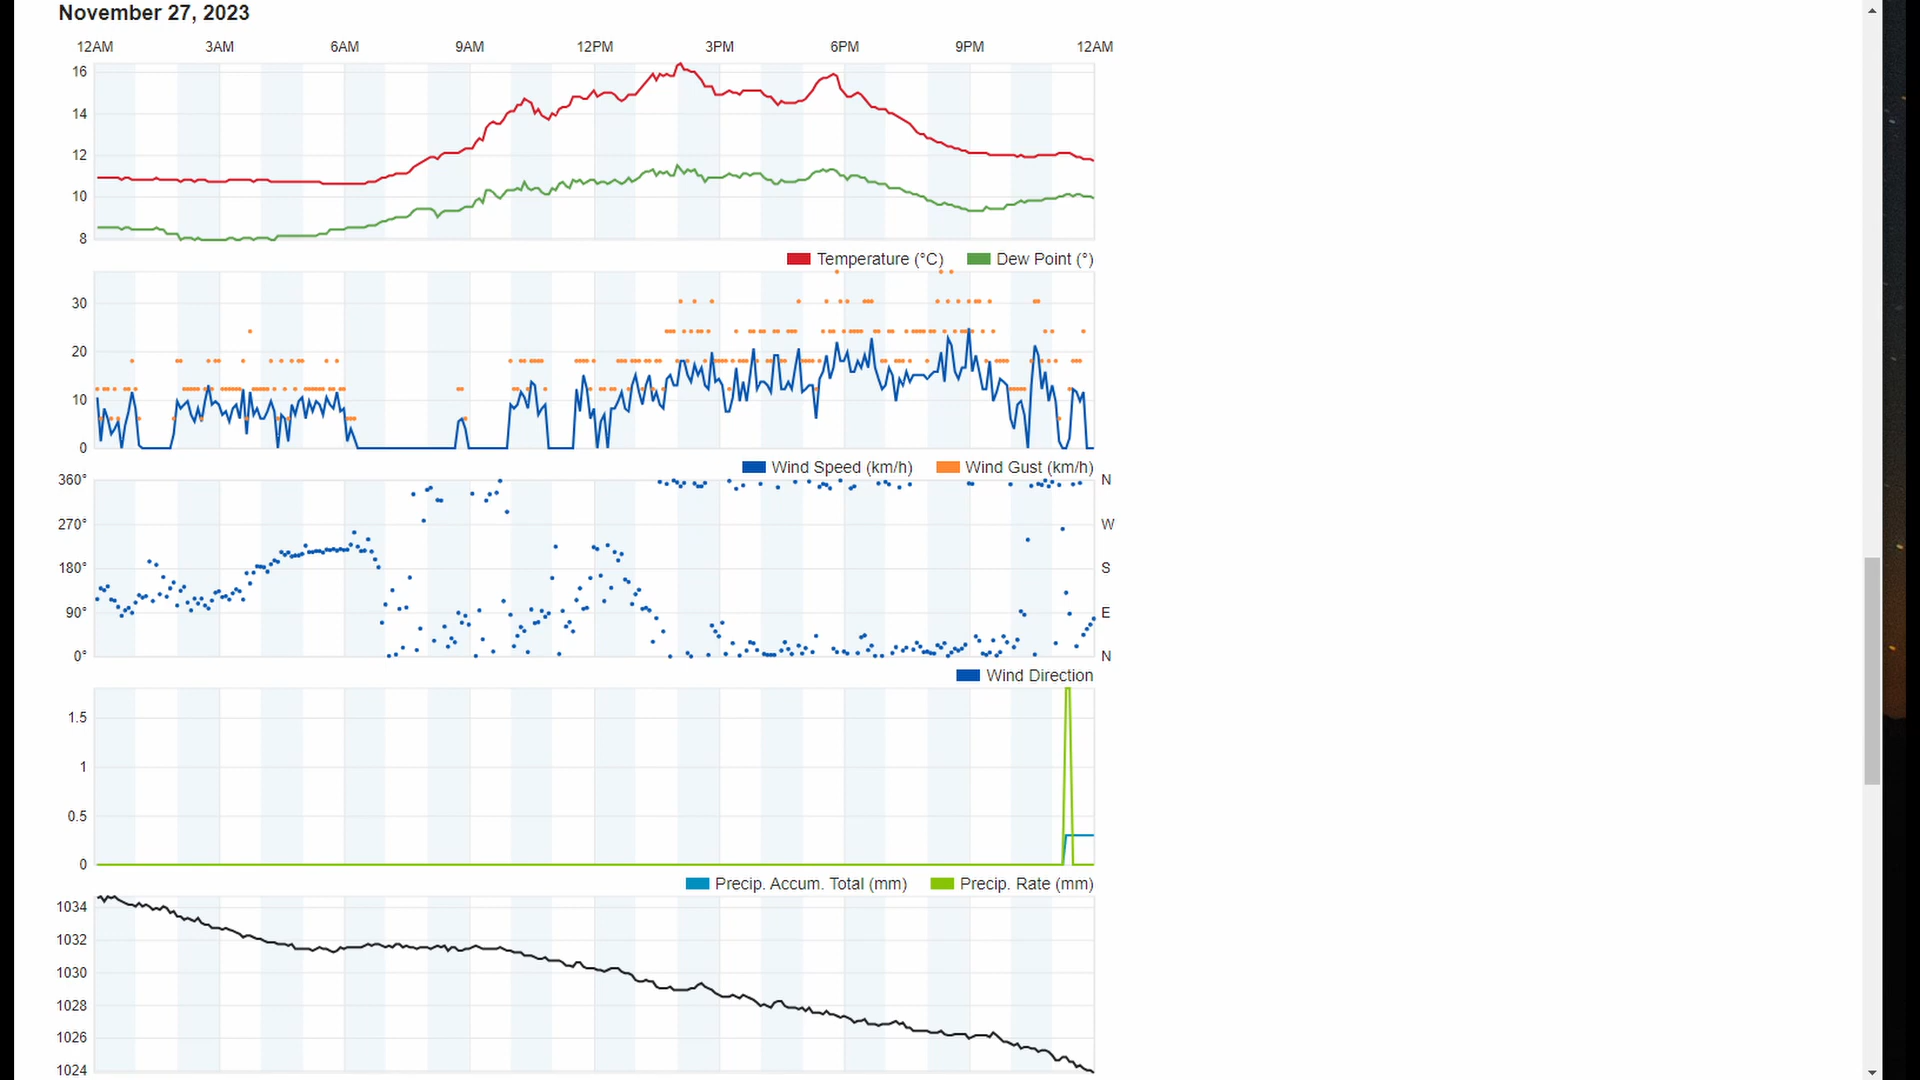 November 27, 2023
12AM 3AM 6AM 9AM 12PM 3PM 6PM 9PM 12AM
16
14
12
10
8
Temperature (°C) Dew Point (°)
30
20
10
0
Wind Speed (km/h) Wind Gust (km/h)
360° N
270° W
180° S
90° E
0° N
Wind Direction
1.5
1
0.5
0
Precip. Accum. Total (mm) Precip. Rate (mm)
1034
1032
1030
1028
1026
1024